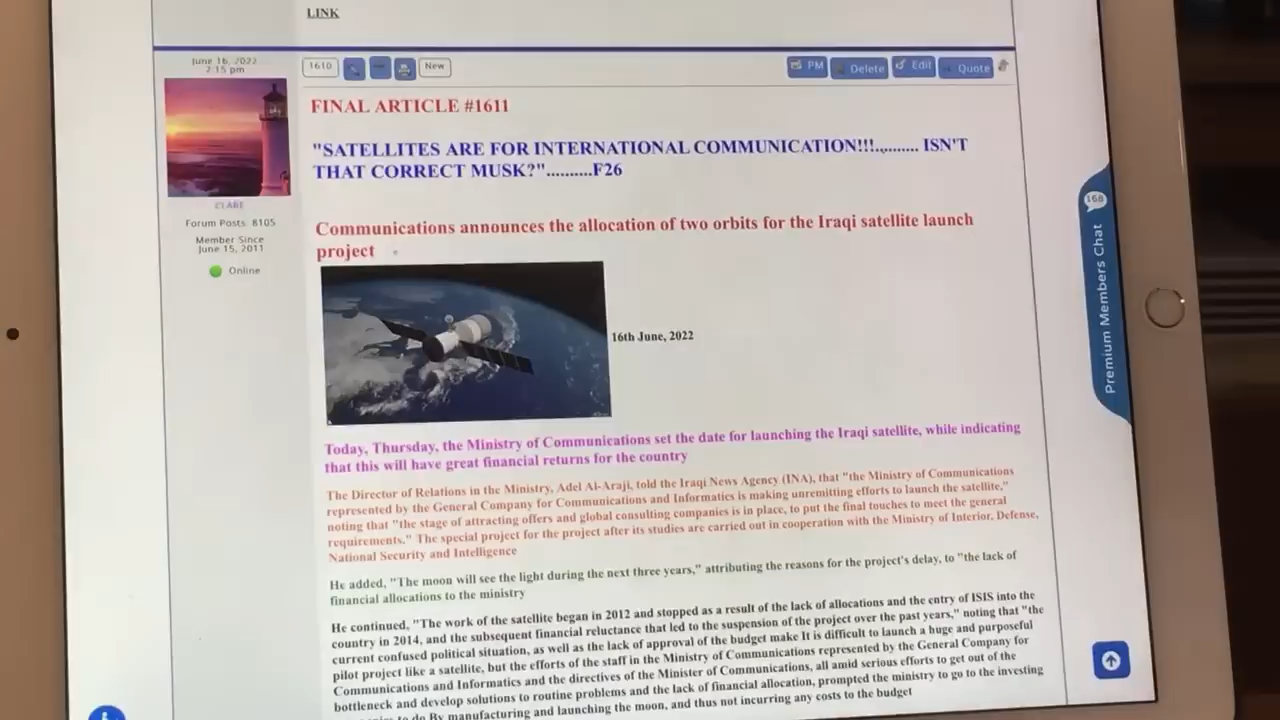 LINK
June 16, 2022
2:15 pm
1610
New
PM
Delete
Edit
Quote
FINAL ARTICLE #1611
"SATELLITES ARE FOR INTERNATIONAL COMMUNICATION!!!.......... ISN'T
THAT CORRECT MUSK?"..........F26
CLARE
Forum Posts: 8105
Member Since
June 15, 2011
Online
Communications announces the allocation of two orbits for the Iraqi satellite launch
project
16th June, 2022
168
Premium Members Chat
Today, Thursday, the Ministry of Communications set the date for launching the Iraqi satellite, while indicating
that this will have great financial returns for the country
The Director of Relations in the Ministry, Adel Al-Araji, told the Iraqi News Agency (INA), that "the Ministry of Communications
represented by the General Company for Communications and Informatics is making unremitting efforts to launch the satellite,"
noting that "the stage of attracting offers and global consulting companies is in place, to put the final touches to meet the general
requirements." The special project for the project after its studies are carried out in cooperation with the Ministry of Interior, Defense,
National Security and Intelligence
He added, "The moon will see the light during the next three years," attributing the reasons for the project's delay, to "the lack of
financial allocations to the ministry
He continued, "The work of the satellite began in 2012 and stopped as a result of the lack of allocations and the entry of ISIS into the
country in 2014, and the subsequent financial reluctance that led to the suspension of the project over the past years," noting that "the
current confused political situation, as well as the lack of approval of the budget make It is difficult to launch a huge and purposeful
pilot project like a satellite, but the efforts of the staff in the Ministry of Communications represented by the General Company for
Communications and Informatics and the directives of the Minister of Communications, all amid serious efforts to get out of the
bottleneck and develop solutions to routine problems and the lack of financial allocation, prompted the ministry to go to the investing
to do By manufacturing and launching the moon, and thus not incurring any costs to the budget